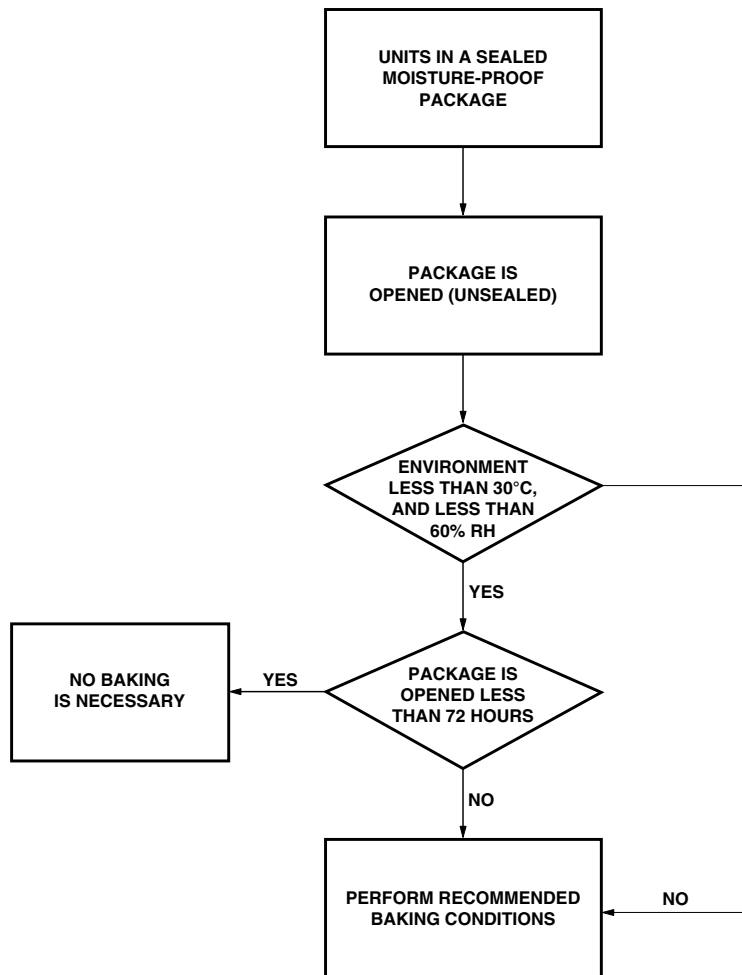 UNITS IN A SEALED
MOISTURE-PROOF
PACKAGE
PACKAGE IS
OPENED (UNSEALED)
ENVIRONMENT
LESS THAN 30°C,
AND LESS THAN
60% RH
YES
NO BAKING
IS NECESSARY
YES
PACKAGE IS
OPENED LESS
THAN 72 HOURS
NO
PERFORM RECOMMENDED
BAKING CONDITIONS
NO